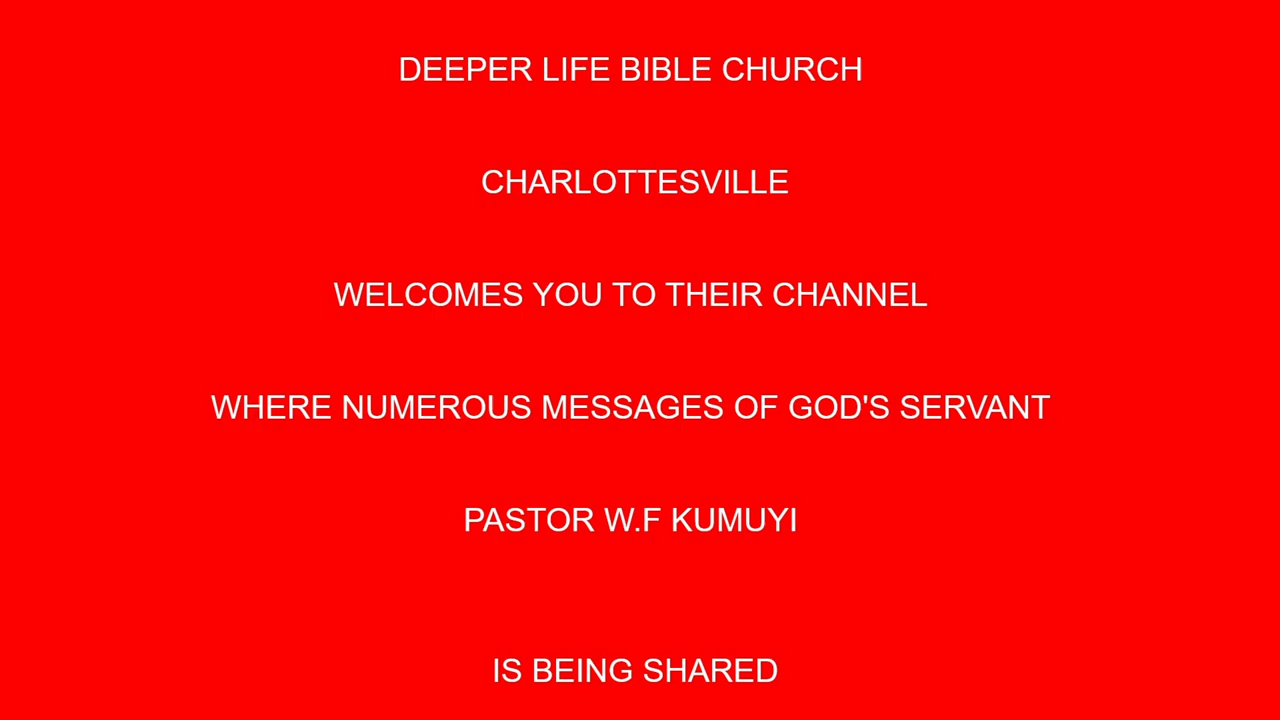 DEEPER LIFE BIBLE CHURCH
CHARLOTTESVILLE
WELCOMES YOU TO THEIR CHANNEL
WHERE NUMEROUS MESSAGES OF GOD'S SERVANT
PASTOR W.F KUMUYI
IS BEING SHARED